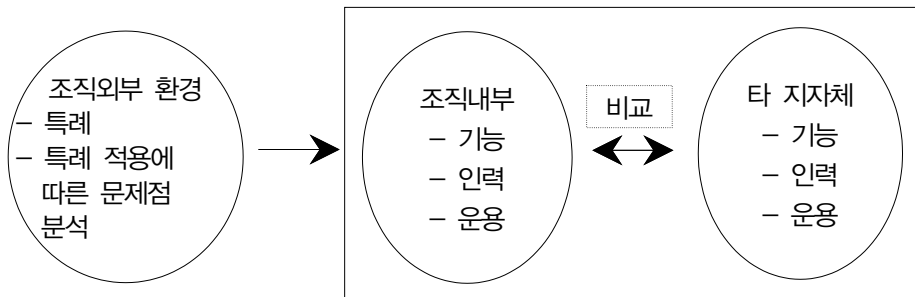 조직외부 환경
– 특례
– 특례 적용에
따른 문제점
분석
조직내부
– 기능
– 인력
– 운용
비교
타 지자체
– 기능
– 인력
– 운용